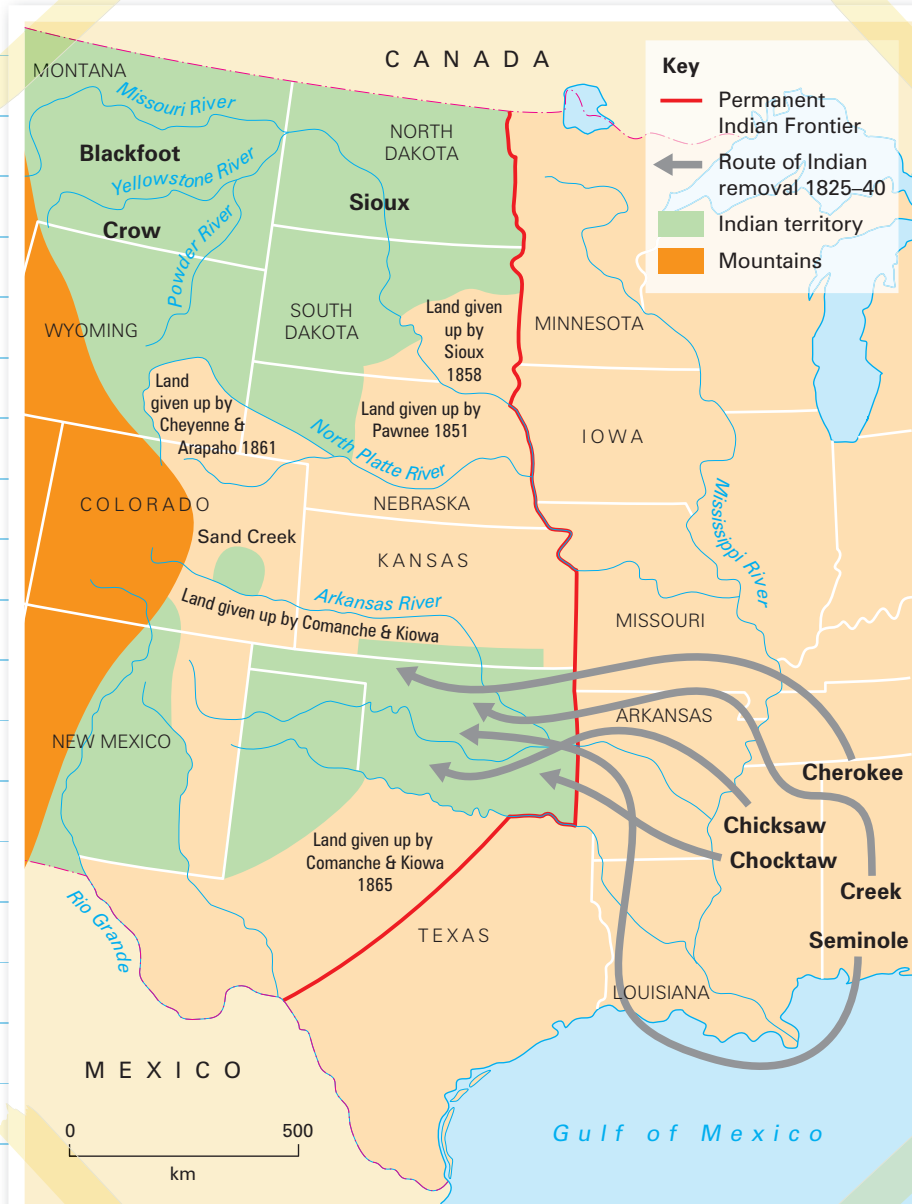 CANADA
Key
Permanent
Indian Frontier
Route of Indian
removal 1825–40
Indian territory
Mountains
MONTANA
Missouri River
NORTH
DAKOTA
Blackfoot
Yellowstone River
Sioux
Crow
Powder River
WYOMING
SOUTH
DAKOTA
Land given
up by
Sioux
1858
MINNESOTA
Land
given up by
Cheyenne &
Arapaho 1861
Land given up by
Pawnee 1851
IOWA
North Platte River
COLORADO
NEBRASKA
Mississippi River
Sand Creek
KANSAS
Arkansas River
Land given up by Comanche & Kiowa
MISSOURI
ARKANSAS
NEW MEXICO
Cherokee
Chicksaw
Chocktaw
Creek
Seminole
Land given up by
Comanche & Kiowa
1865
Rio Grande
TEXAS
LOUISIANA
MEXICO
0 500
km
Gulf of Mexico